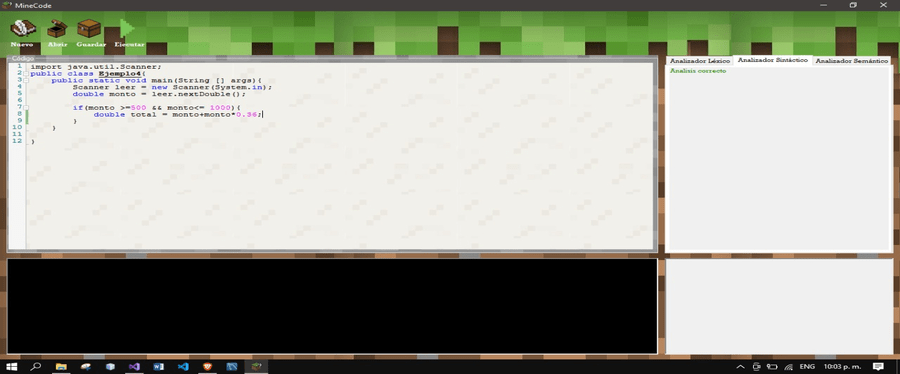 MineCode
Nuevo Abrir Guardar Ejecutar
Código
1 import java.util.Scanner;
2 public class Ejemplo4{
3 public static void main(String [] args){
4 Scanner leer = new Scanner(System.in);
5 double monto = leer.nextDouble();
6
7 if(monto >=500 && monto<= 1000){
8 double total = monto+monto*0.36;
9 }
10 }
11
12 }
Analizador Léxico Analizador Sintáctico Analizador Semántico
Analisis correcto
ENG 10:03 p. m.